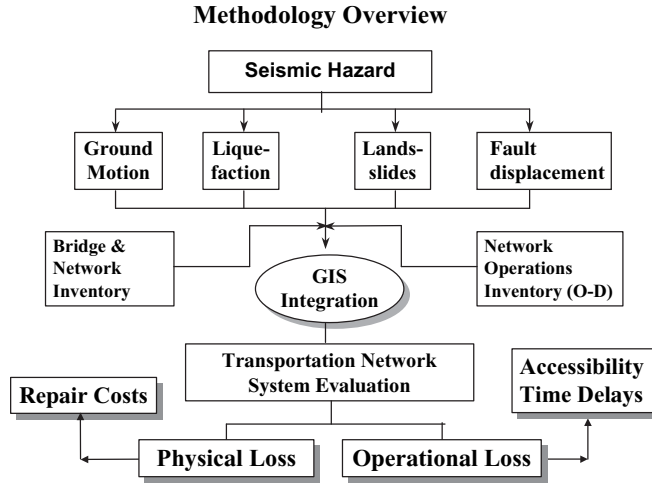 Methodology Overview
Seismic Hazard
Ground
Motion
Lique-
faction
Lands-
slides
Fault
displacement
Bridge &
Network
Inventory
GIS
Integration
Network
Operations
Inventory (O-D)
Transportation Network
System Evaluation
Accessibility
Time Delays
Repair Costs
Physical Loss
Operational Loss